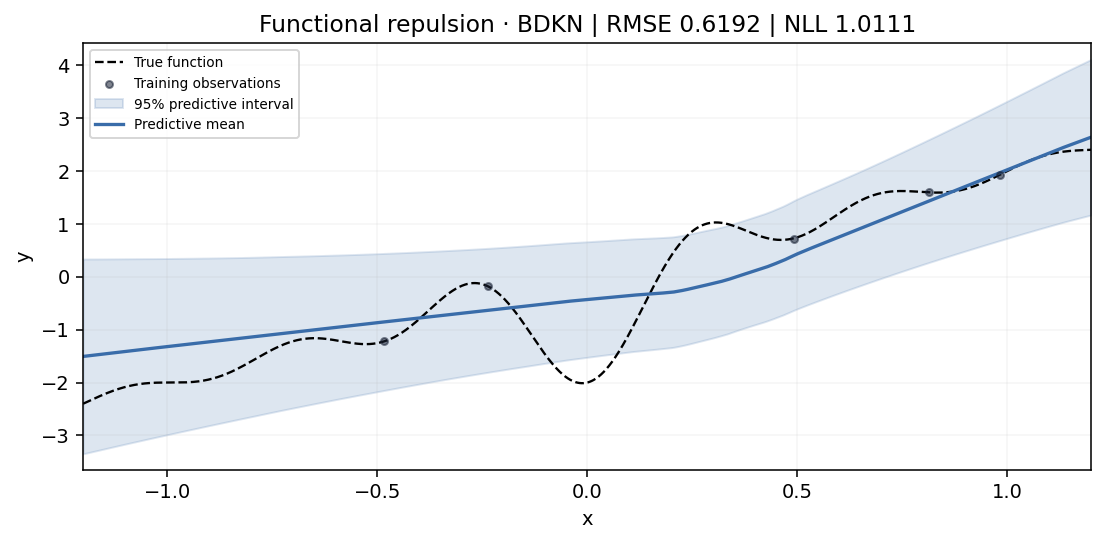 Functional repulsion · BDKN | RMSE 0.6192 | NLL 1.0111
True function
Training observations
95% predictive interval
Predictive mean
y
4
3
2
1
0
−1
−2
−3
−1.0 −0.5 0.0 0.5 1.0
x